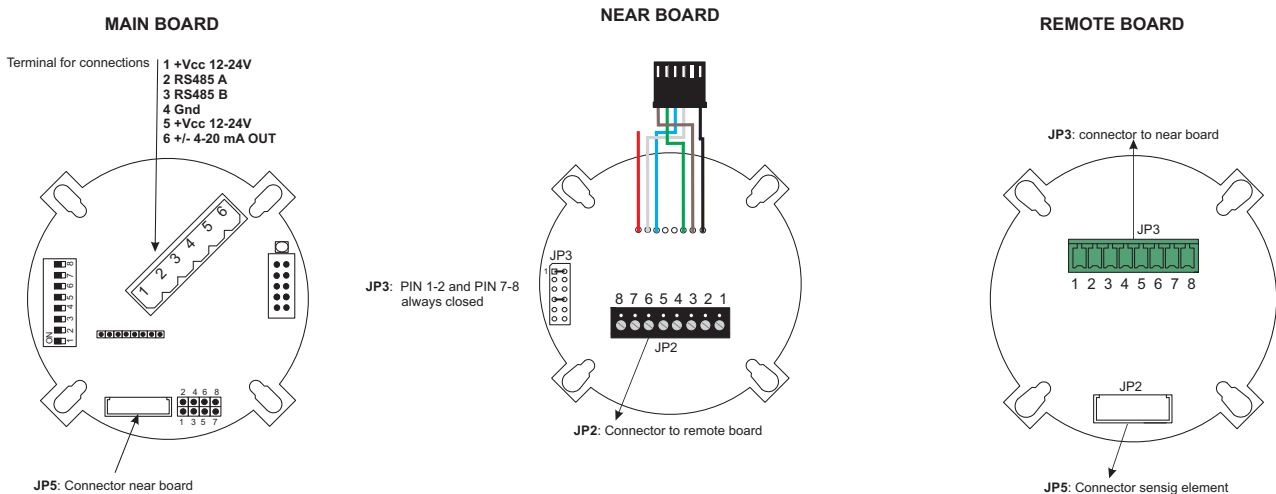 MAIN BOARD
Terminal for connections
1 +Vcc 12-24V
2 RS485 A
3 RS485 B
4 Gnd
5 +Vcc 12-24V
6 +/- 4-20 mA OUT
1 2 3 4 5 6
8
7
6
5
4
3
2
1
ON
2 4 6 8
1 3 5 7
JP5: Connector near board
NEAR BOARD
JP3
1
JP3: PIN 1-2 and PIN 7-8
always closed
8 7 6 5 4 3 2 1
JP2
JP2: Connector to remote board
REMOTE BOARD
JP3: connector to near board
JP3
1 2 3 4 5 6 7 8
JP2
JP5: Connector sensig element